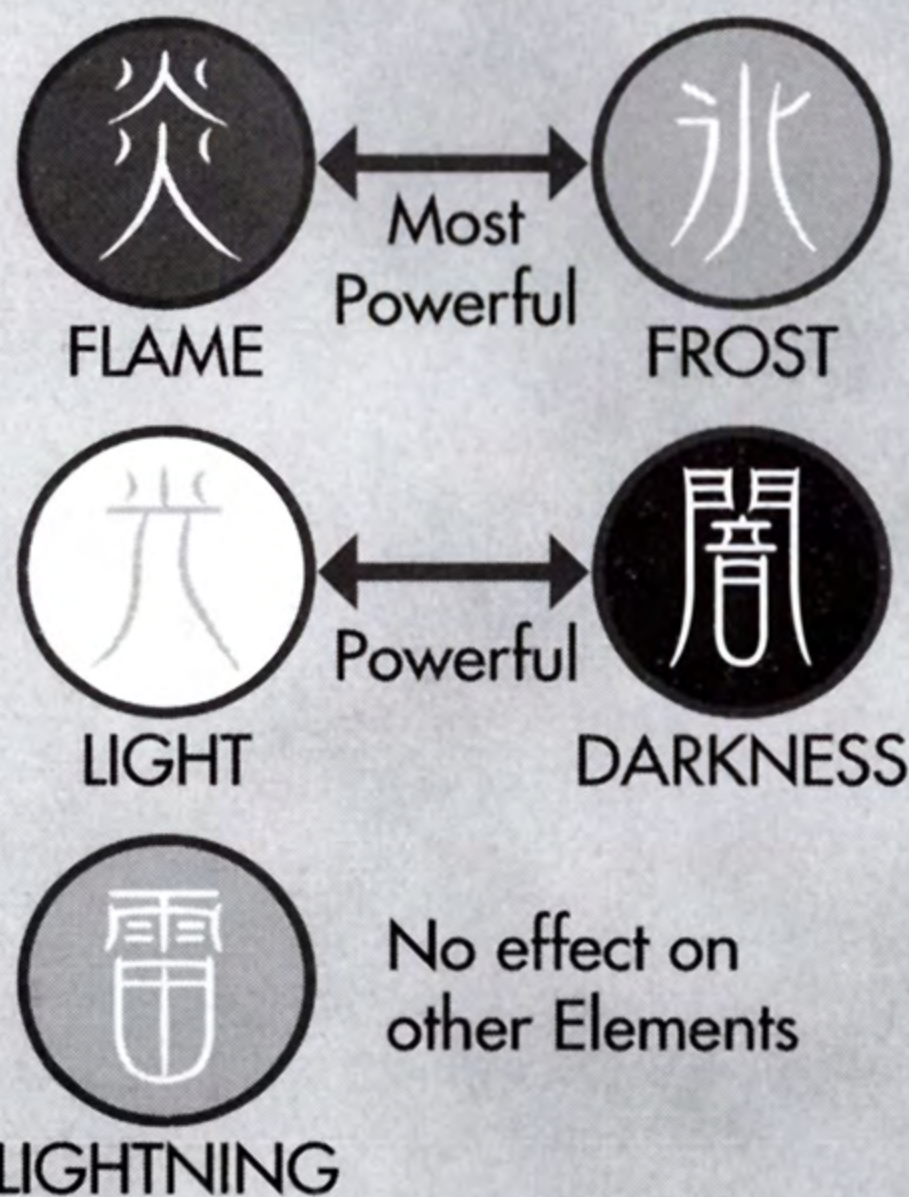 炎
氷
Most
Powerful
FLAME
FROST
光
闇
Powerful
LIGHT
DARKNESS
雷
No effect on
other Elements
LIGHTNING